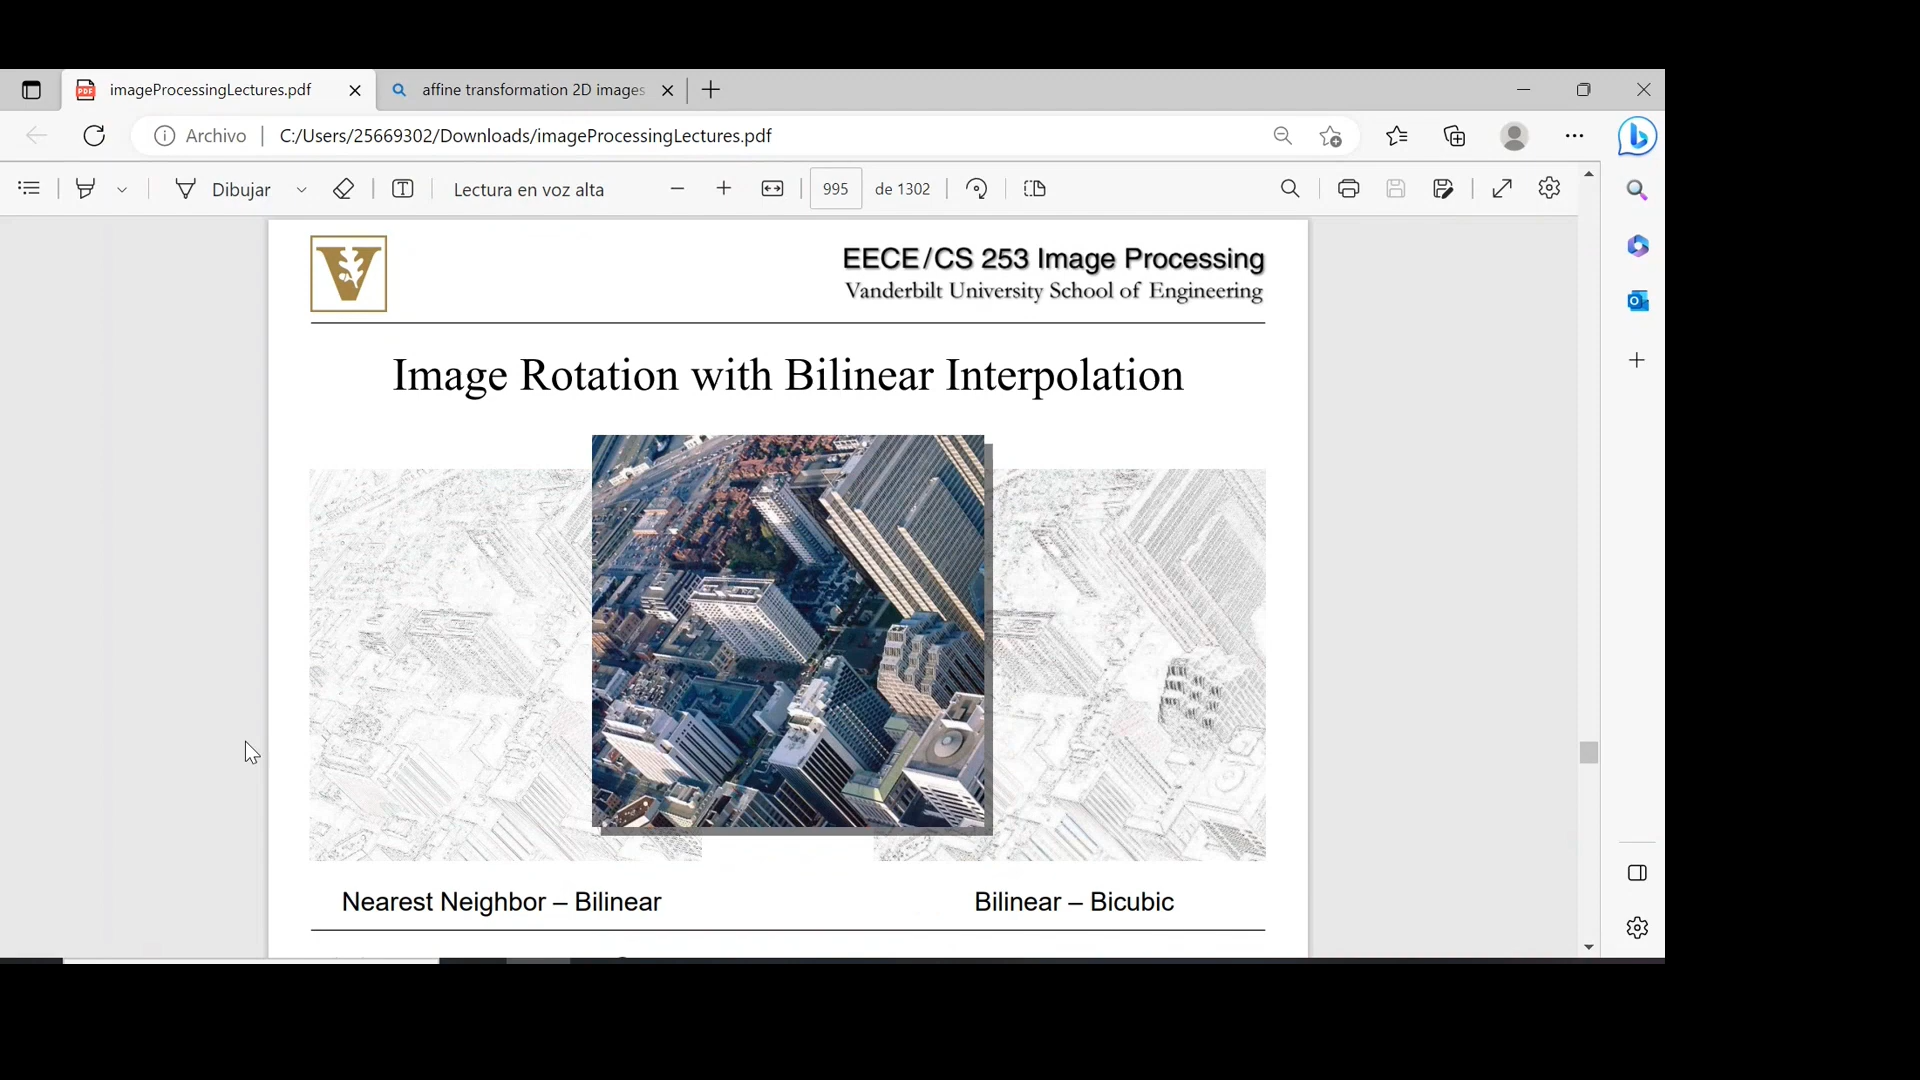 imageProcessingLectures.pdf
affine transformation 2D images
Archivo
C:/Users/25669302/Downloads/imageProcessingLectures.pdf
Dibujar
Lectura en voz alta
995 de 1302
V
EECE/CS 253 Image Processing
Vanderbilt University School of Engineering
Image Rotation with Bilinear Interpolation
Nearest Neighbor – Bilinear
Bilinear – Bicubic